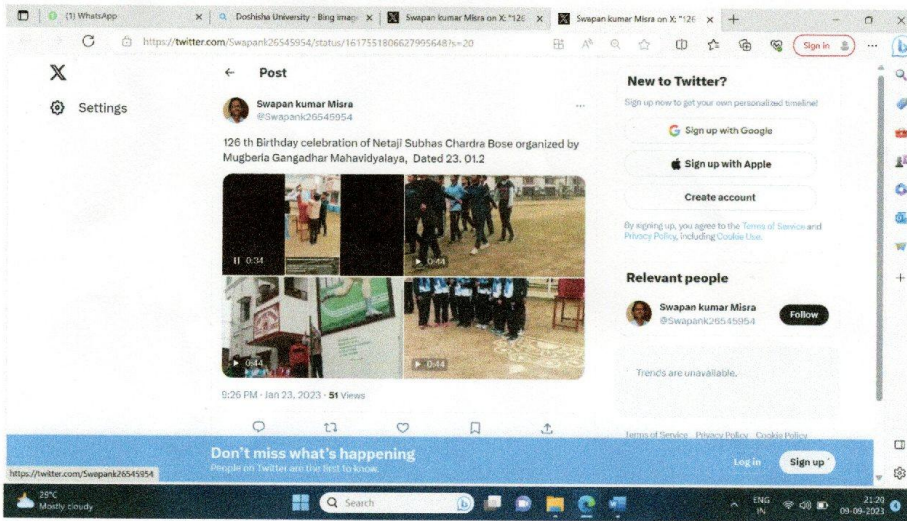 (1) WhatsApp
Doshisha University - Bing imag
Swapan kumar Misra on X: "126
Swapan kumar Misra on X: "126
https://twitter.com/Swapank26545954/status/1617551806627995648?s=20
Sign in
Settings
Post
Swapan kumar Misra
@Swapank26545954
126 th Birthday celebration of Netaji Subhas Chardra Bose organized by
Mugberia Gangadhar Mahavidyalaya, Dated 23. 01.2
0:34
0:44
0:44
0:44
9:26 PM · Jan 23, 2023 · 51 Views
New to Twitter?
Sign up now to get your own personalized timeline!
Sign up with Google
Sign up with Apple
Create account
By signing up, you agree to the Terms of Service and
Privacy Policy, including Cookie Use.
Relevant people
Swapan kumar Misra
@Swapank26545954
Follow
Trends are unavailable.
Terms of Service Privacy Policy Cookie Policy
Don't miss what's happening
People on Twitter are the first to know.
Log in
Sign up
https://twitter.com/Swapank26545954
29°C
Mostly cloudy
Search
ENG
IN
21:20
09-09-2023